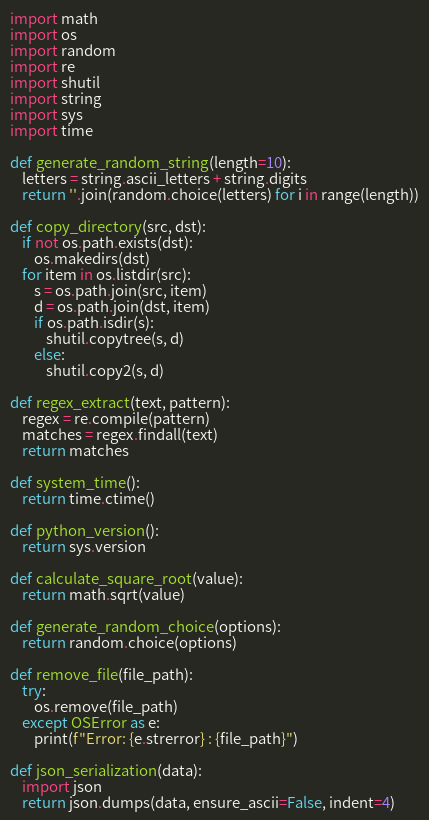 import math
import os
import random
import re
import shutil
import string
import sys
import time

def generate_random_string(length=10):
    letters = string.ascii_letters + string.digits
    return ''.join(random.choice(letters) for i in range(length))

def copy_directory(src, dst):
    if not os.path.exists(dst):
        os.makedirs(dst)
    for item in os.listdir(src):
        s = os.path.join(src, item)
        d = os.path.join(dst, item)
        if os.path.isdir(s):
            shutil.copytree(s, d)
        else:
            shutil.copy2(s, d)

def regex_extract(text, pattern):
    regex = re.compile(pattern)
    matches = regex.findall(text)
    return matches

def system_time():
    return time.ctime()

def python_version():
    return sys.version

def calculate_square_root(value):
    return math.sqrt(value)

def generate_random_choice(options):
    return random.choice(options)

def remove_file(file_path):
    try:
        os.remove(file_path)
    except OSError as e:
        print(f"Error: {e.strerror} : {file_path}")

def json_serialization(data):
    import json
    return json.dumps(data, ensure_ascii=False, indent=4)